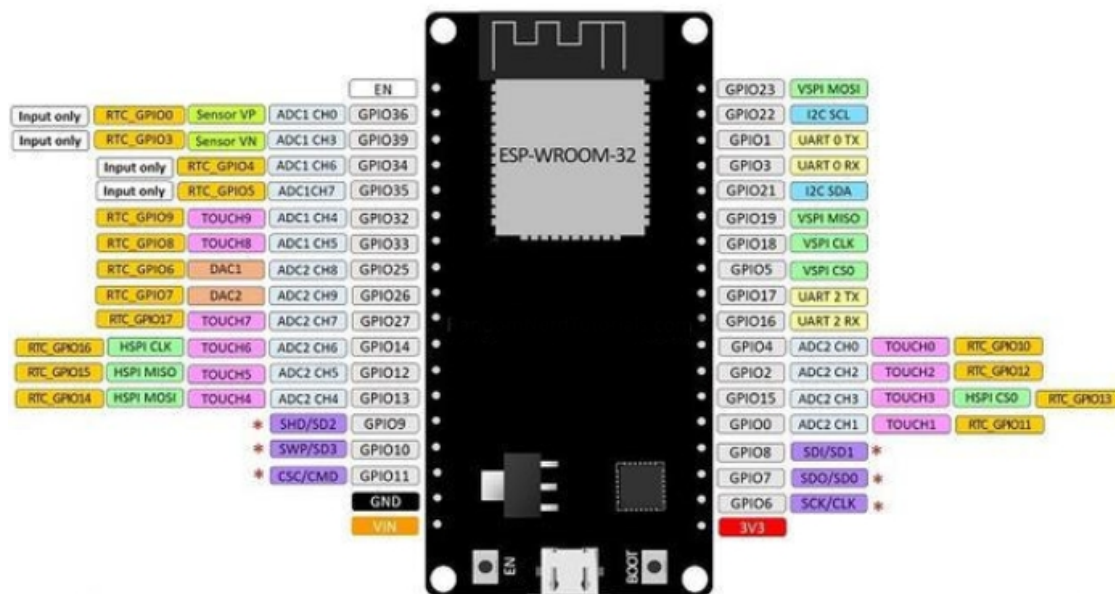 EN
Input only RTC_GPIO0 Sensor VP ADC1 CH0 GPIO36
Input only RTC_GPIO3 Sensor VN ADC1 CH3 GPIO39
Input only RTC_GPIO4 ADC1 CH6 GPIO34
Input only RTC_GPIO5 ADC1CH7 GPIO35
RTC_GPIO9 TOUCH9 ADC1 CH4 GPIO32
RTC_GPIO8 TOUCH8 ADC1 CH5 GPIO33
RTC_GPIO6 DAC1 ADC2 CH8 GPIO25
RTC_GPIO7 DAC2 ADC2 CH9 GPIO26
RTC_GPIO17 TOUCH7 ADC2 CH7 GPIO27
RTC_GPIO16 HSPI CLK TOUCH6 ADC2 CH6 GPIO14
RTC_GPIO15 HSPI MISO TOUCH5 ADC2 CH5 GPIO12
RTC_GPIO14 HSPI MOSI TOUCH4 ADC2 CH4 GPIO13
* SHD/SD2 GPIO9
* SWP/SD3 GPIO10
* CSC/CMD GPIO11
GND
VIN
ESP-WROOM-32
EN
BOOT
GPIO23 VSPI MOSI
GPIO22 I2C SCL
GPIO1 UART 0 TX
GPIO3 UART 0 RX
GPIO21 I2C SDA
GPIO19 VSPI MISO
GPIO18 VSPI CLK
GPIO5 VSPI CS0
GPIO17 UART 2 TX
GPIO16 UART 2 RX
GPIO4 ADC2 CH0 TOUCH0 RTC_GPIO10
GPIO2 ADC2 CH2 TOUCH2 RTC_GPIO12
GPIO15 ADC2 CH3 TOUCH3 HSPI CS0 RTC_GPIO13
GPIO0 ADC2 CH1 TOUCH1 RTC_GPIO11
GPIO8 SDI/SD1 *
GPIO7 SDO/SD0 *
GPIO6 SCK/CLK *
3V3